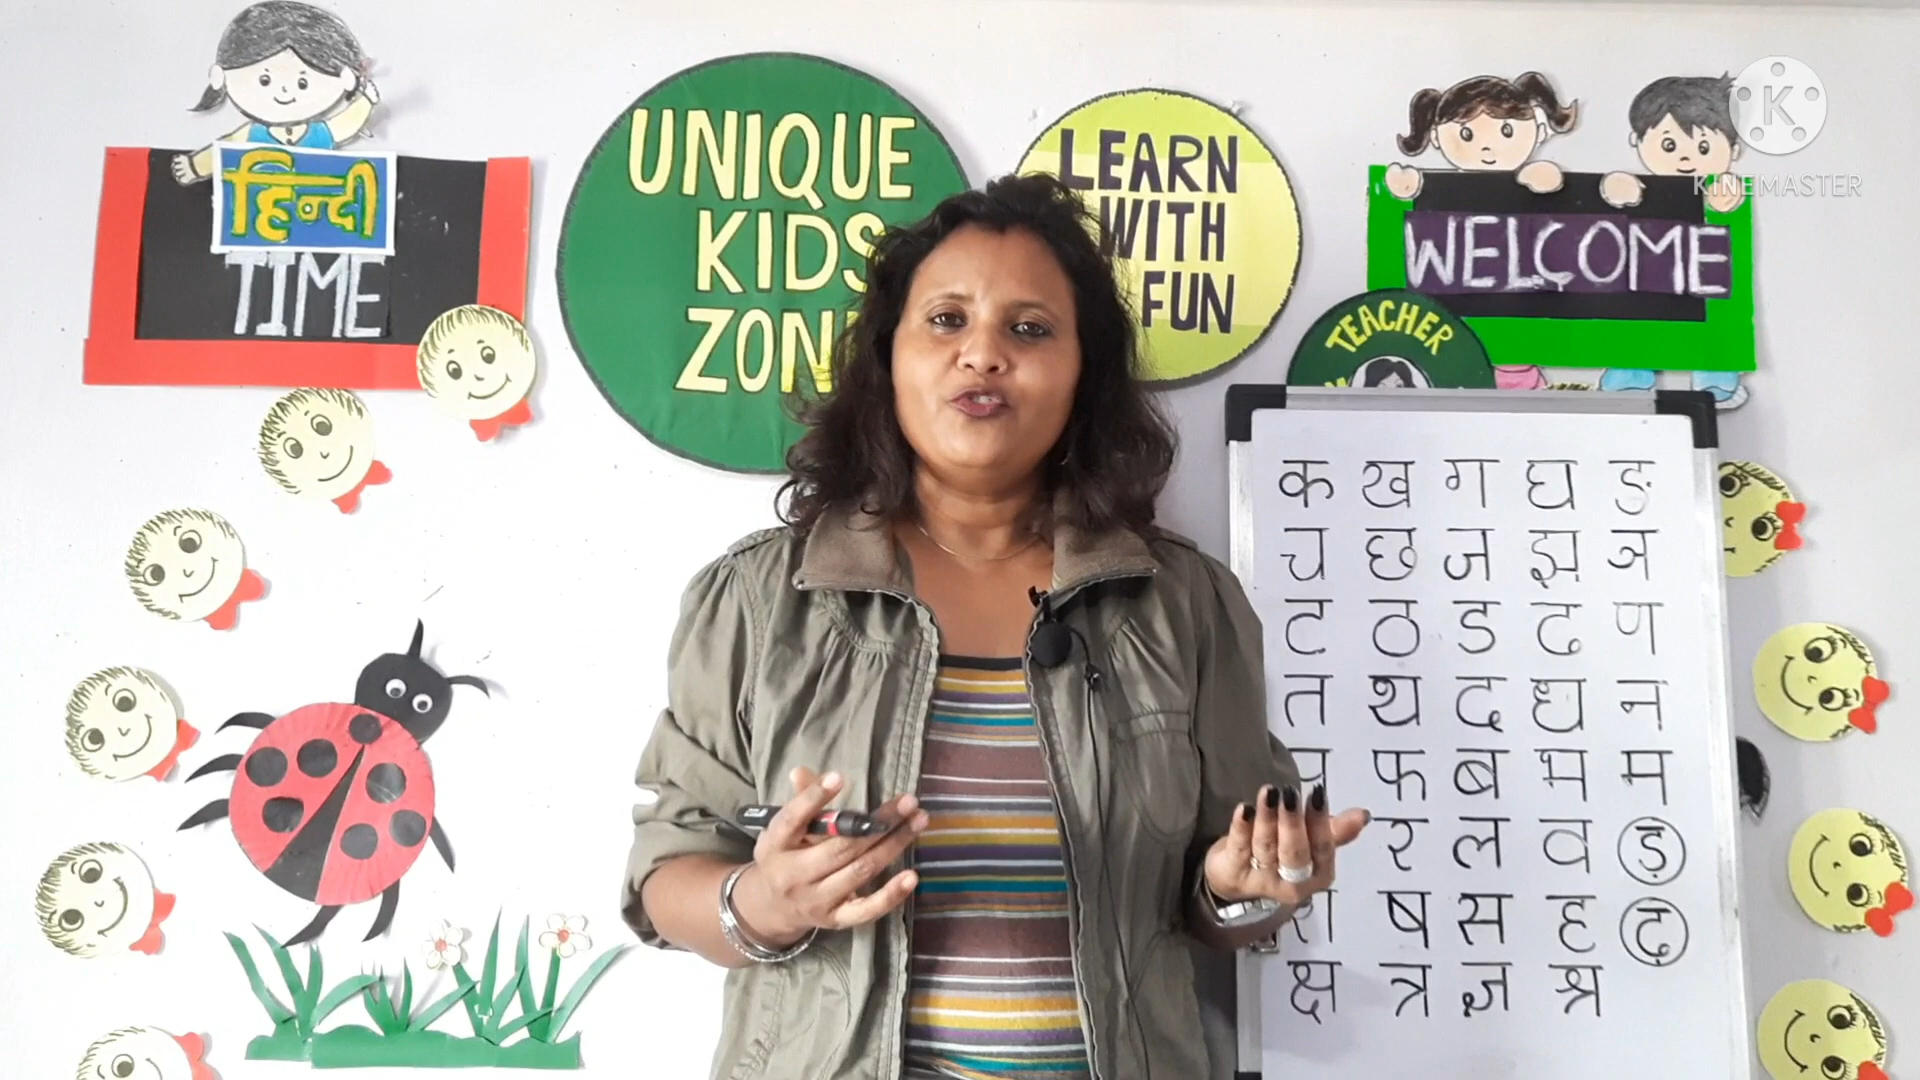 हिन्दी
TIME
UNIQUE
KIDS
ZON
LEARN
WITH
FUN
WELCOME
KINEMASTER
TEACHER
क ख ग घ ङ
च छ ज झ ञ
ट ठ ड ढ ण
त थ द ध न
प फ ब भ म
र ल व ड़
ष स ह ढ़
क्ष त्र ज्ञ श्र